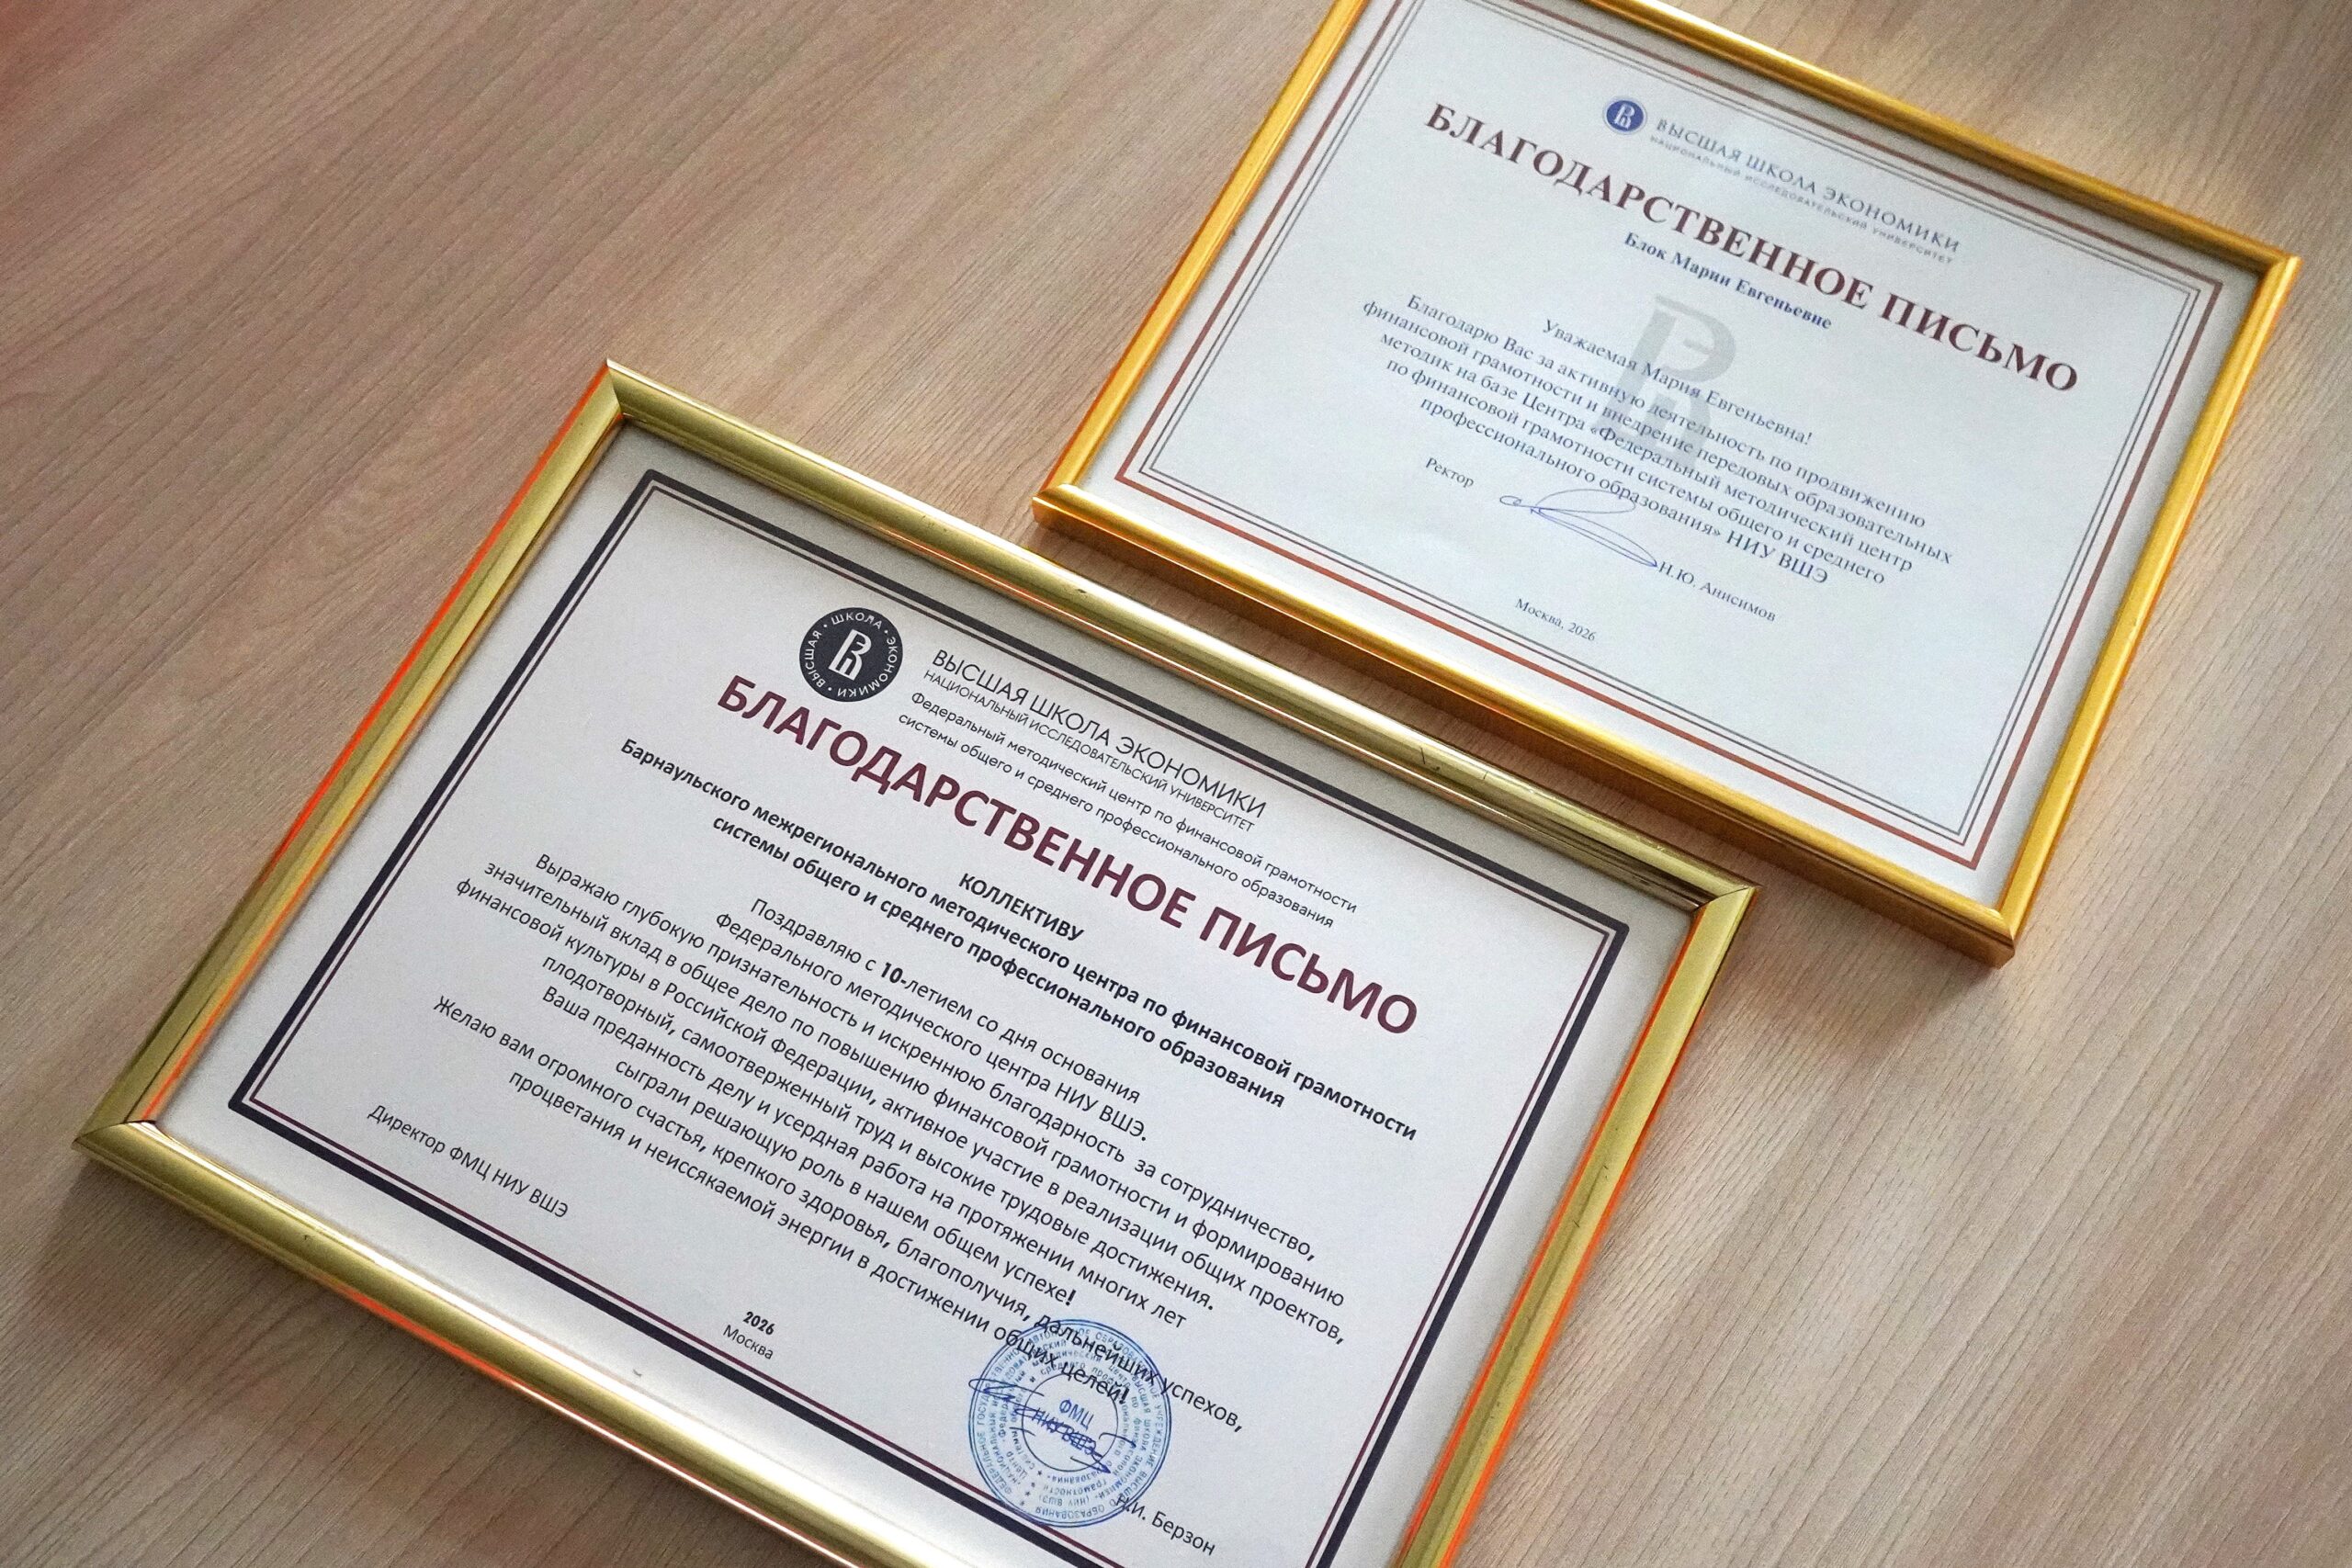 ВЫСШАЯ ШКОЛА ЭКОНОМИКИ
НАЦИОНАЛЬНЫЙ ИССЛЕДОВАТЕЛЬСКИЙ УНИВЕРСИТЕТ
БЛАГОДАРСТВЕННОЕ ПИСЬМО
Блок Марии Евгеньевне
Уважаемая Мария Евгеньевна!
Благодарю Вас за активную деятельность по продвижению
финансовой грамотности и внедрение передовых образовательных
методик на базе Центра «Федеральный методический центр
по финансовой грамотности системы общего и среднего
профессионального образования» НИУ ВШЭ
Ректор
Н.Ю. Анисимов
Москва, 2026
ВЫСШАЯ • ШКОЛА • ЭКОНОМИКИ
ВЫСШАЯ ШКОЛА ЭКОНОМИКИ
НАЦИОНАЛЬНЫЙ ИССЛЕДОВАТЕЛЬСКИЙ УНИВЕРСИТЕТ
Федеральный методический центр по финансовой грамотности
системы общего и среднего профессионального образования
БЛАГОДАРСТВЕННОЕ ПИСЬМО
КОЛЛЕКТИВУ
Барнаульского межрегионального методического центра по финансовой грамотности
системы общего и среднего профессионального образования
Поздравляю с 10-летием со дня основания
Федерального методического центра НИУ ВШЭ.
Выражаю глубокую признательность и искреннюю благодарность за сотрудничество,
значительный вклад в общее дело по повышению финансовой грамотности и формированию
финансовой культуры в Российской Федерации, активное участие в реализации общих проектов,
плодотворный, самоотверженный труд и высокие трудовые достижения.
Ваша преданность делу и усердная работа на протяжении многих лет
сыграли решающую роль в нашем общем успехе!
Желаю вам огромного счастья, крепкого здоровья, благополучия, дальнейших успехов,
процветания и неиссякаемой энергии в достижении общих целей!
Директор ФМЦ НИУ ВШЭ
ФМЦ
НИУ ВШЭ
Н.И. Берзон
2026
Москва